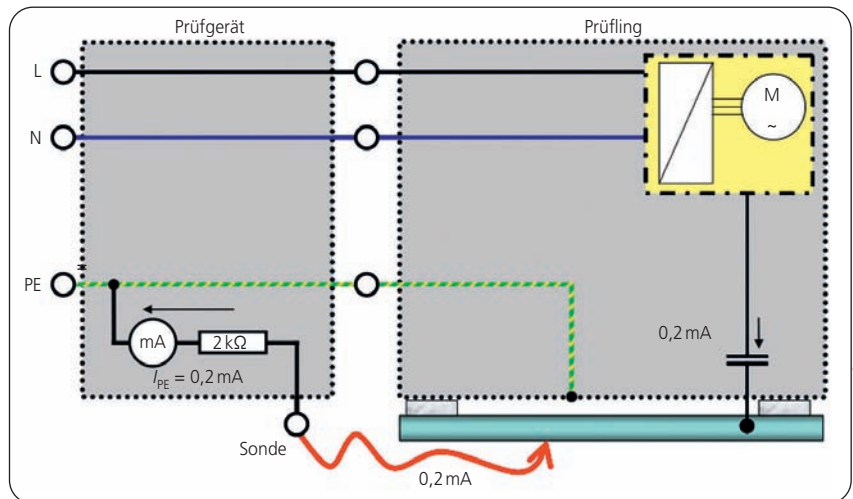 Prüfgerät
Prüfling
L
N
M
~
PE
mA
2 kΩ
I_PE = 0,2 mA
0,2 mA
Sonde
0,2 mA